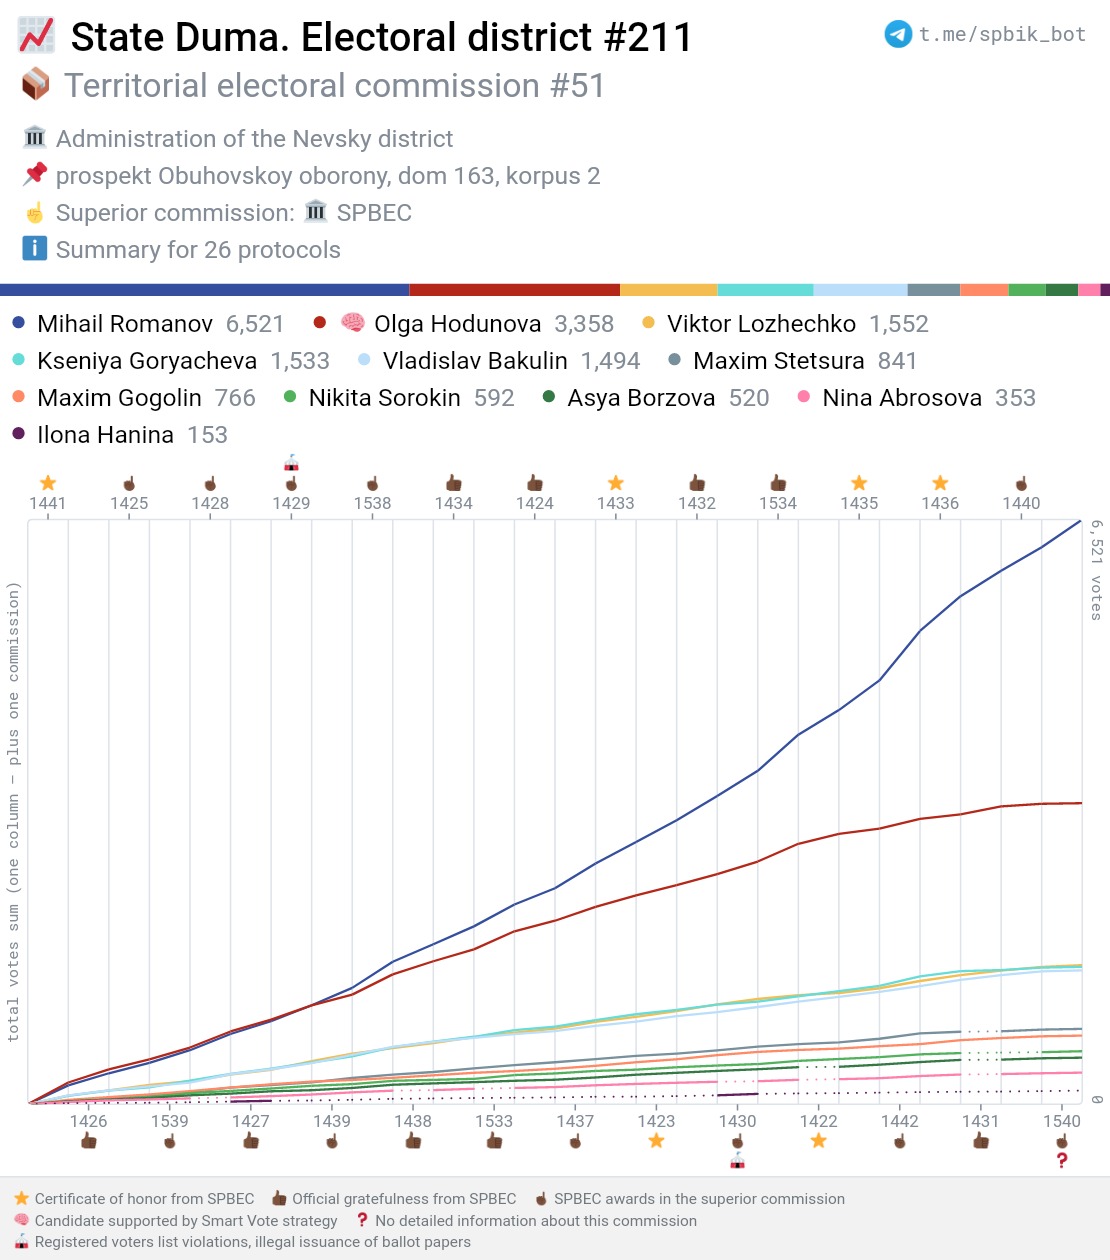 State Duma. Electoral district #211
t.me/spbik_bot
Territorial electoral commission #51
Administration of the Nevsky district
prospekt Obuhovskoy oborony, dom 163, korpus 2
Superior commission: SPBEC
Summary for 26 protocols
Mihail Romanov 6,521 Olga Hodunova 3,358 Viktor Lozhechko 1,552
Kseniya Goryacheva 1,533 Vladislav Bakulin 1,494 Maxim Stetsura 841
Maxim Gogolin 766 Nikita Sorokin 592 Asya Borzova 520 Nina Abrosova 353
Ilona Hanina 153
1441 1425 1428 1429 1538 1434 1424 1433 1432 1534 1435 1436 1440
6,521 votes
total votes sum (one column – plus one commission)
0
1426 1539 1427 1439 1438 1533 1437 1423 1430 1422 1442 1431 1540
Certificate of honor from SPBEC Official gratefulness from SPBEC SPBEC awards in the superior commission
Candidate supported by Smart Vote strategy No detailed information about this commission
Registered voters list violations, illegal issuance of ballot papers